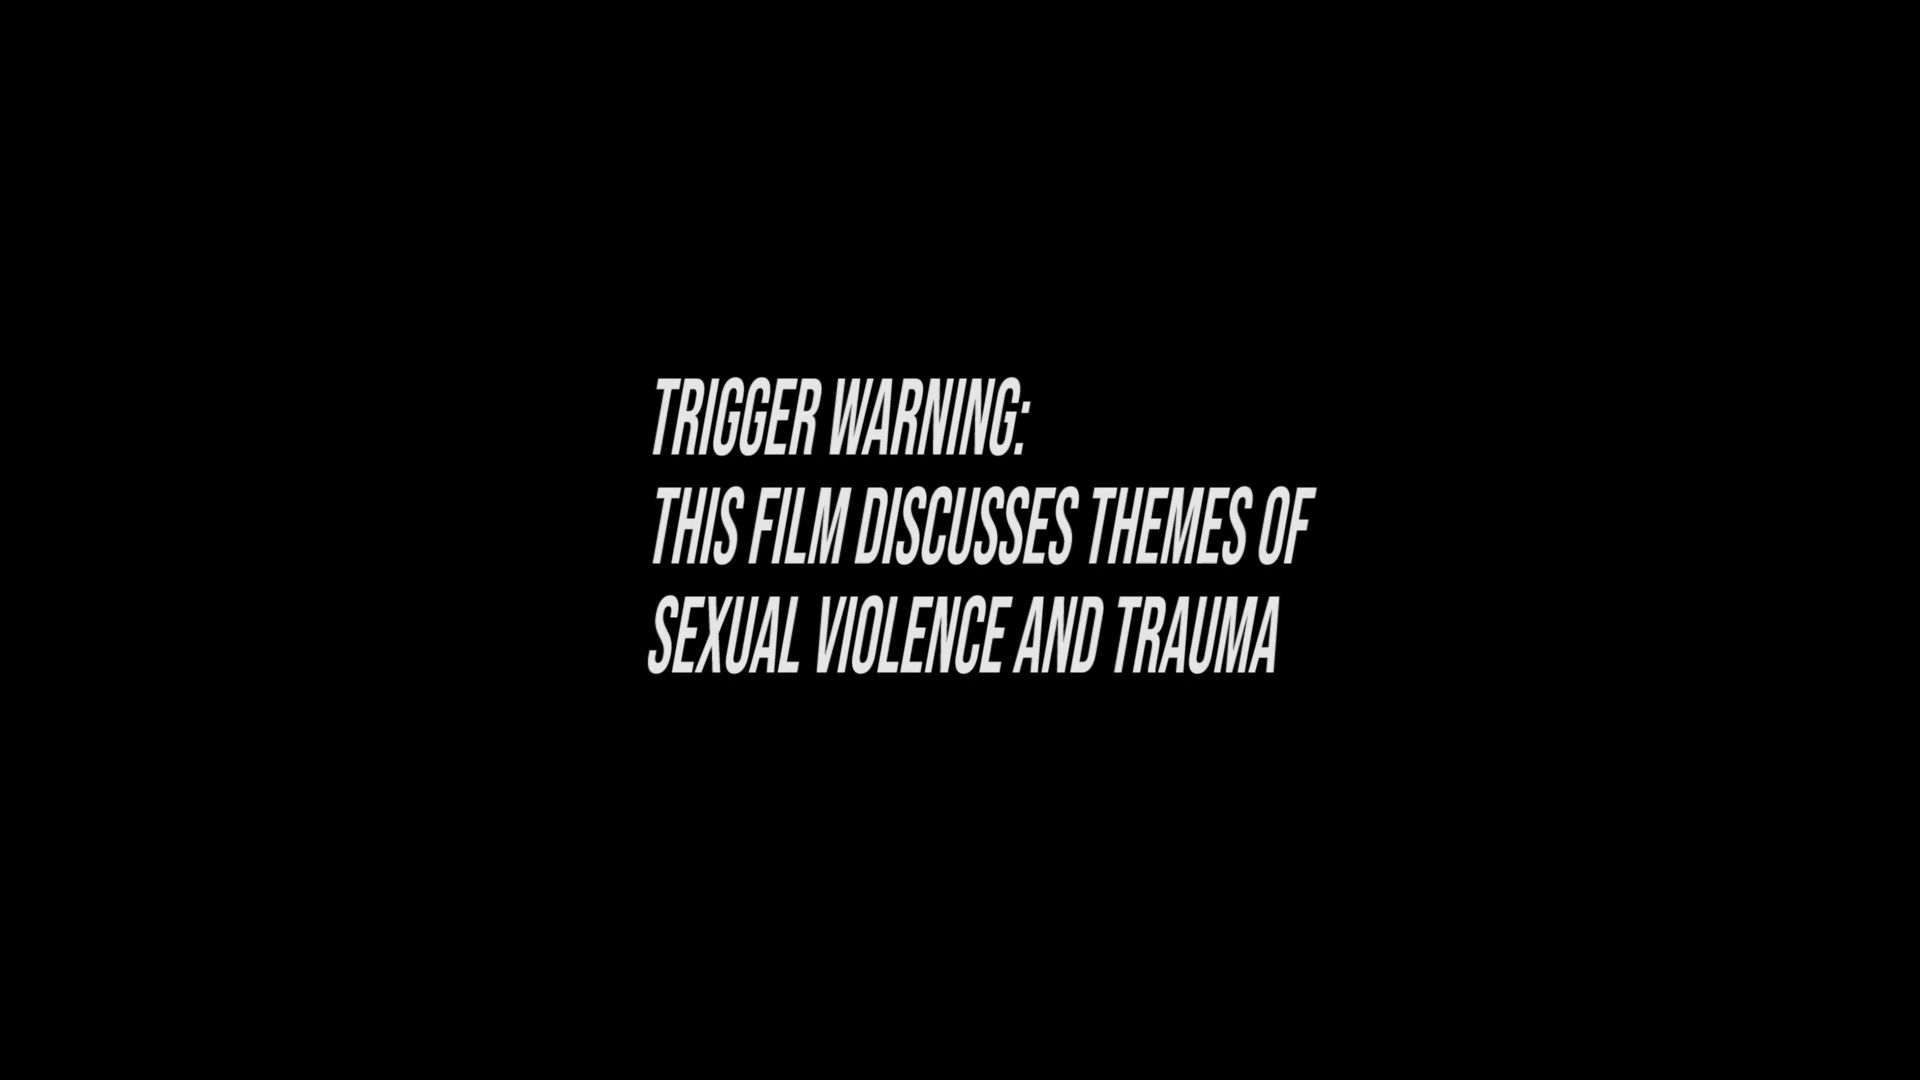 TRIGGER WARNING:
THIS FILM DISCUSSES THEMES OF
SEXUAL VIOLENCE AND TRAUMA